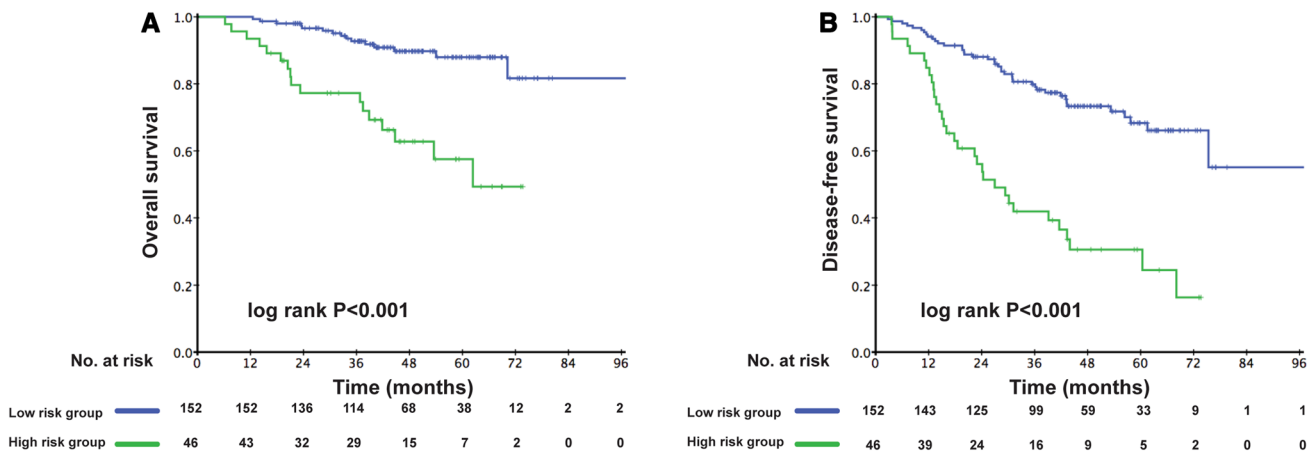 A
Overall survival
1.0
0.8
0.6
0.4
0.2
0.0
log rank P<0.001
No. at risk
0 12 24 36 48 60 72 84 96
Time (months)
Low risk group 152 152 136 114 68 38 12 2 2
High risk group 46 43 32 29 15 7 2 0 0
B
Disease-free survival
1.0
0.8
0.6
0.4
0.2
0.0
log rank P<0.001
No. at risk
0 12 24 36 48 60 72 84 96
Time (months)
Low risk group 152 143 125 99 59 33 9 1 1
High risk group 46 39 24 16 9 5 2 0 0